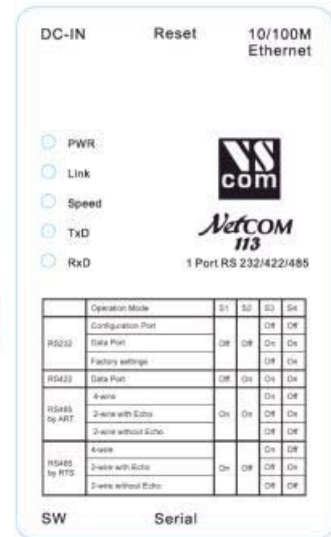 DC-IN Reset 10/100M
Ethernet
PWR
Link
Speed
TxD
RxD
VS
com
NetCOM
113
1 Port RS 232/422/485
Operation Mode S1 S2 S3 S4
RS232 Configuration Port Off Off
Data Port Off Off On On
Factory settings Off On
RS422 Data Port Off On On On
RS485 by ART 4-wire On Off
2-wire with Echo On On Off On
2-wire without Echo Off Off
RS485 by RTS 4-wire On On
2-wire with Echo On Off Off On
2-wire without Echo Off Off
SW Serial